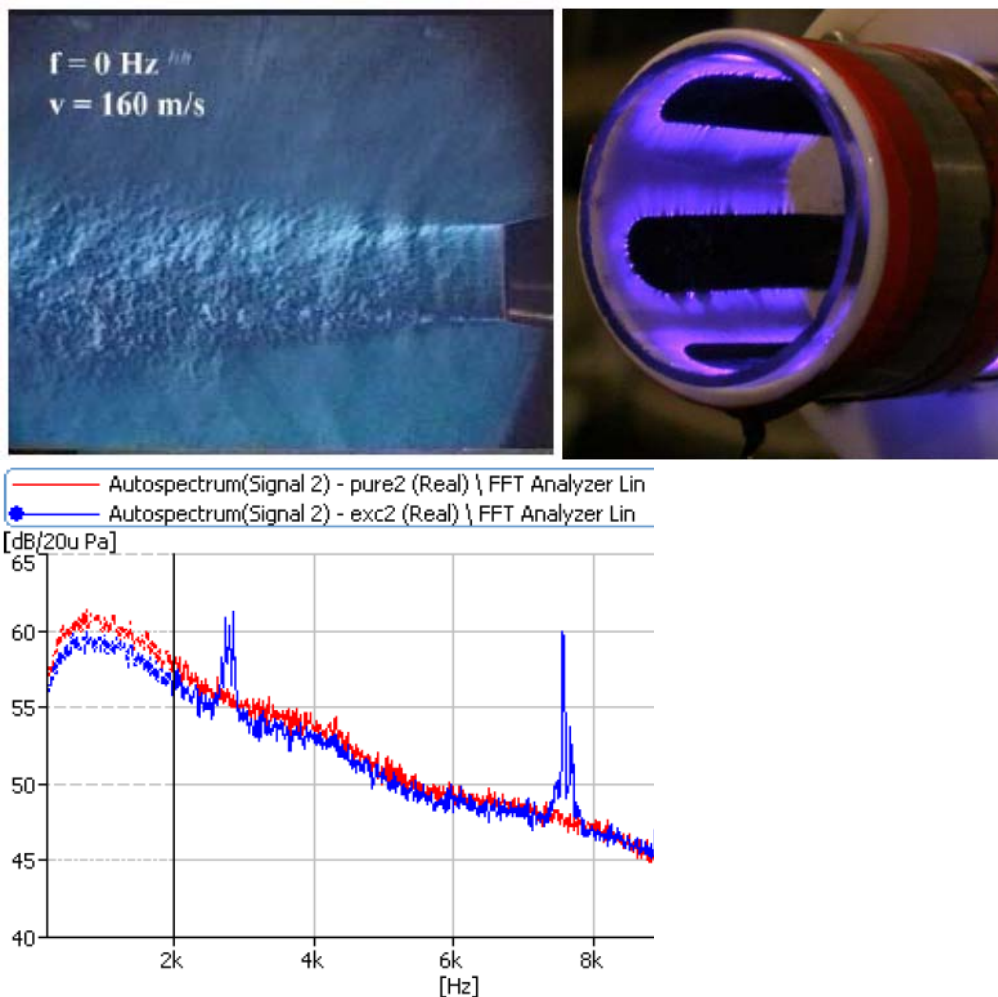 f = 0 Hz
v = 160 m/s
Autospectrum(Signal 2) - pure2 (Real) \ FFT Analyzer Lin
Autospectrum(Signal 2) - exc2 (Real) \ FFT Analyzer Lin
[dB/20u Pa]
65
60
55
50
45
40
2k 4k 6k 8k
[Hz]